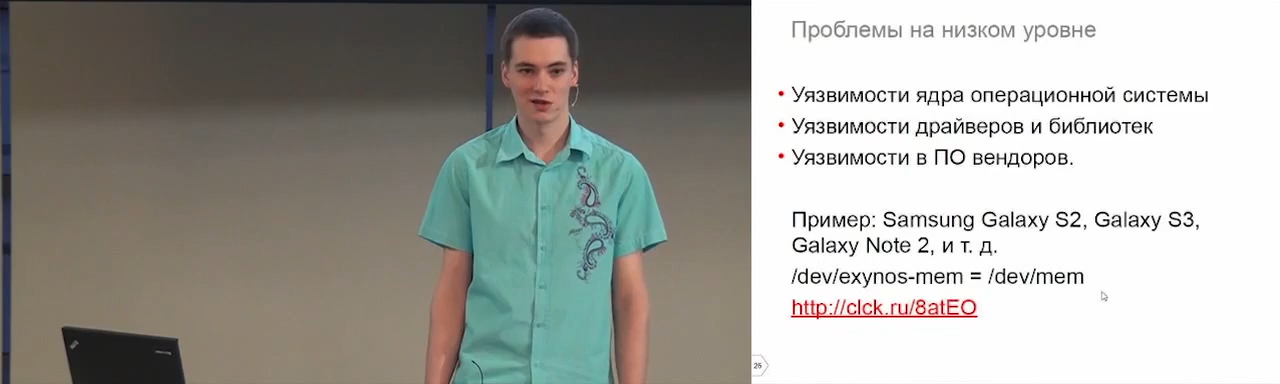 Проблемы на низком уровне
• Уязвимости ядра операционной системы
• Уязвимости драйверов и библиотек
• Уязвимости в ПО вендоров.
Пример: Samsung Galaxy S2, Galaxy S3,
Galaxy Note 2, и т. д.
/dev/exynos-mem = /dev/mem
http://clck.ru/8atEO